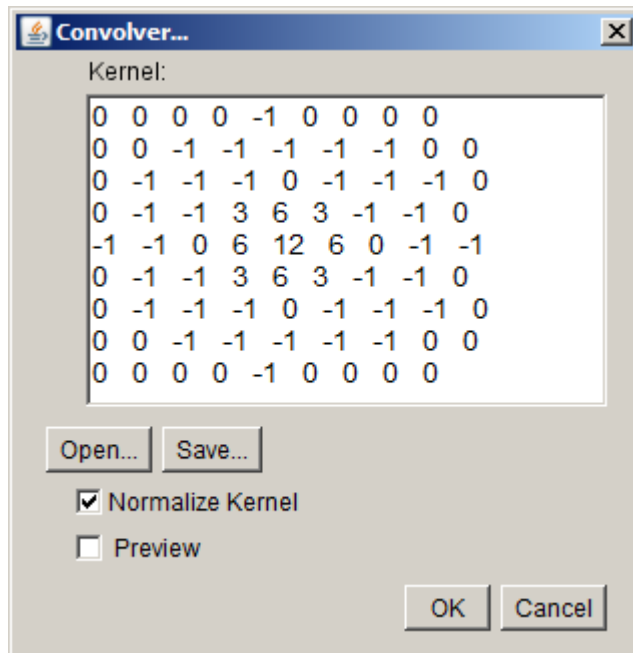 Convolver...
Kernel:
0 0 0 0 -1 0 0 0 0
0 0 -1 -1 -1 -1 -1 0 0
0 -1 -1 -1 0 -1 -1 -1 0
0 -1 -1 3 6 3 -1 -1 0
-1 -1 0 6 12 6 0 -1 -1
0 -1 -1 3 6 3 -1 -1 0
0 -1 -1 -1 0 -1 -1 -1 0
0 0 -1 -1 -1 -1 -1 0 0
0 0 0 0 -1 0 0 0 0
Open... Save...
Normalize Kernel
Preview
OK Cancel